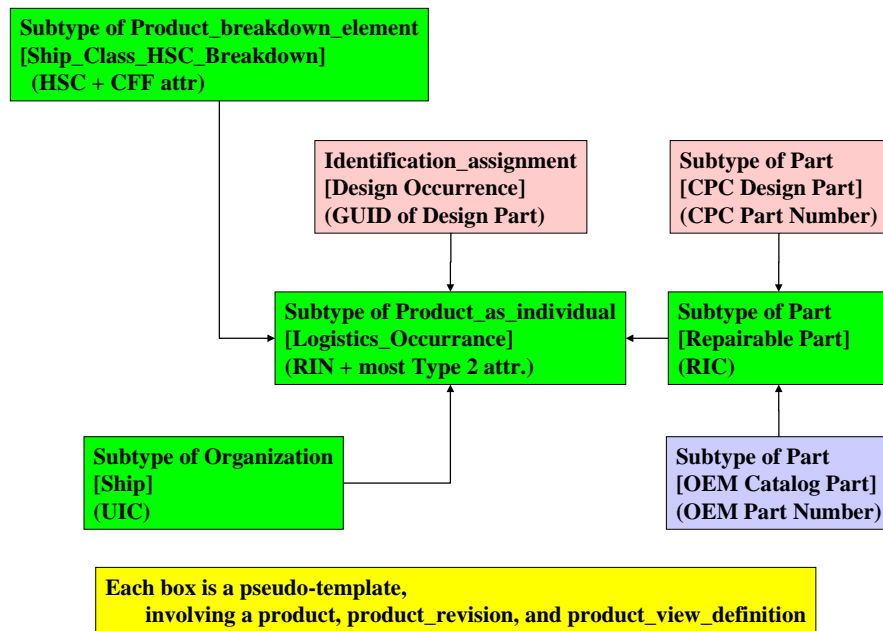 Subtype of Product_breakdown_element
[Ship_Class_HSC_Breakdown]
(HSC + CFF attr)
Identification_assignment
[Design Occurrence]
(GUID of Design Part)
Subtype of Part
[CPC Design Part]
(CPC Part Number)
Subtype of Product_as_individual
[Logistics_Occurrance]
(RIN + most Type 2 attr.)
Subtype of Part
[Repairable Part]
(RIC)
Subtype of Organization
[Ship]
(UIC)
Subtype of Part
[OEM Catalog Part]
(OEM Part Number)
Each box is a pseudo-template,
involving a product, product_revision, and product_view_definition